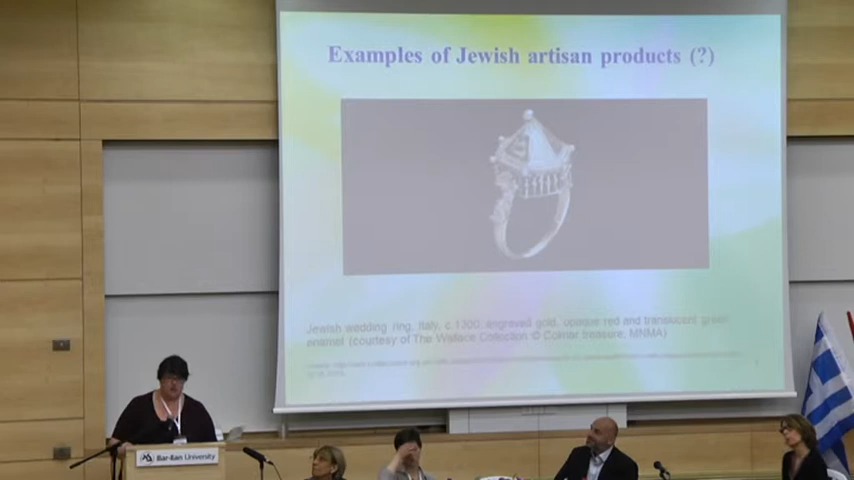 Examples of Jewish artisan products (?)
Jewish wedding ring, Italy, c.1300, engraved gold, opaque red and translucent green
enamel (courtesy of The Wallace Collection © Colmar treasure, MNMA)
Bar-Ilan University